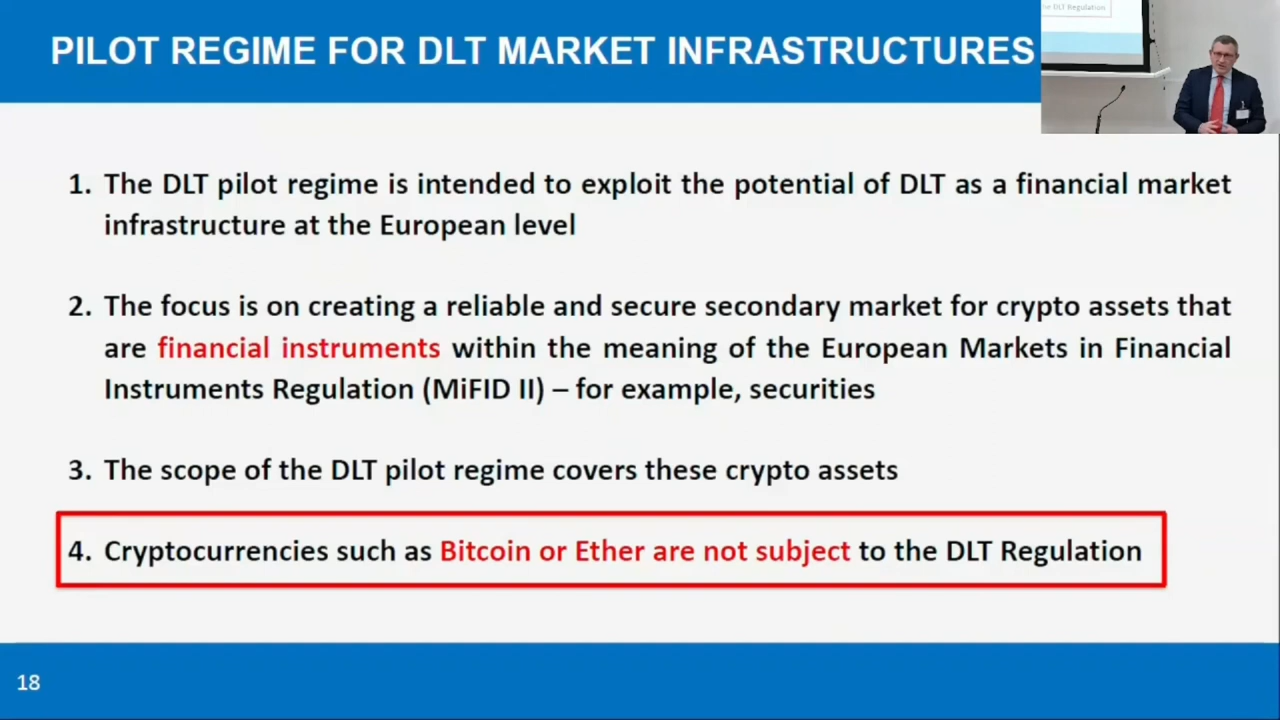 PILOT REGIME FOR DLT MARKET INFRASTRUCTURES
he DLT Regulation
1. The DLT pilot regime is intended to exploit the potential of DLT as a financial market
infrastructure at the European level
2. The focus is on creating a reliable and secure secondary market for crypto assets that
are financial instruments within the meaning of the European Markets in Financial
Instruments Regulation (MiFID II) – for example, securities
3. The scope of the DLT pilot regime covers these crypto assets
4. Cryptocurrencies such as Bitcoin or Ether are not subject to the DLT Regulation
18